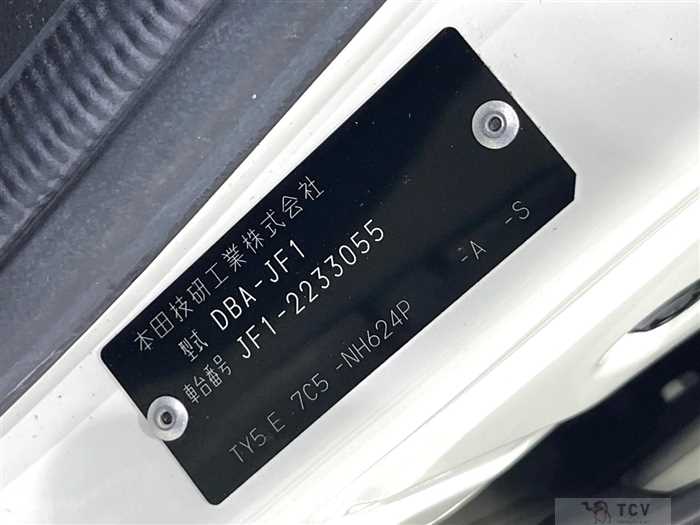 本田技研工業株式会社
型式 DBA-JF1
車台番号 JF1-2233055
TY5 E 7C5 -NH624P -A -S
TCV